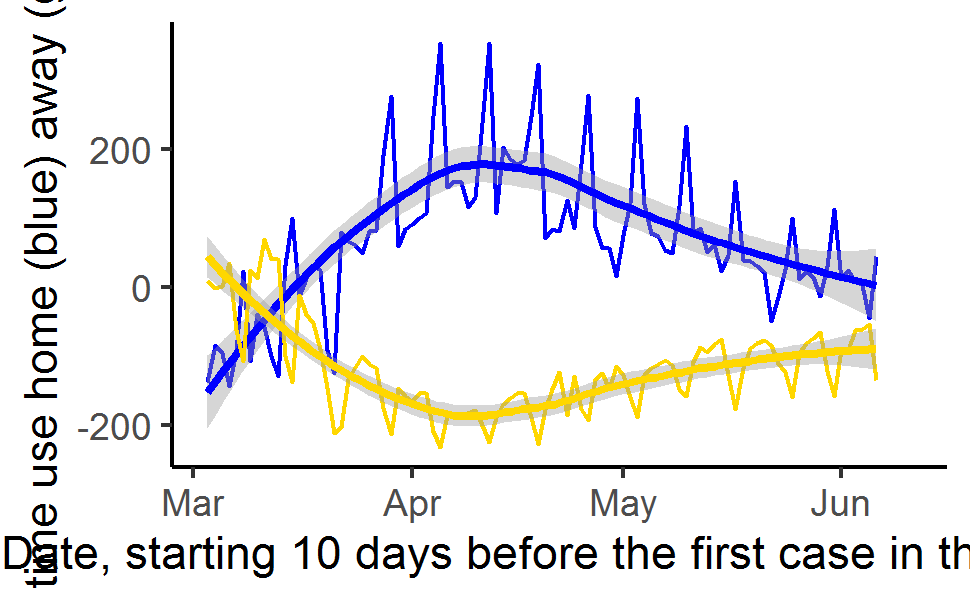 time use home (blue) away (
200
0
-200
Mar Apr May Jun
Date, starting 10 days before the first case in th